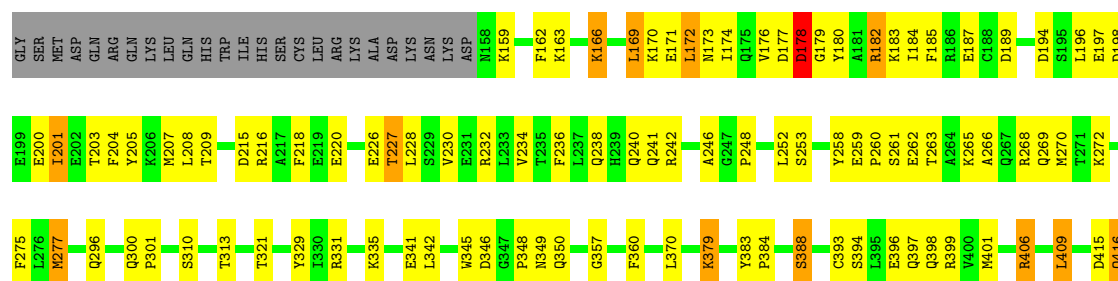 GLY SER MET ASP GLN ARG GLN LYS LEU GLN HIS TRP ILE HIS SER CYS LEU ARG LYS ALA ASP LYS ASN LYS ASP N158 K159 F162 K163 K166 L169 K170 E171 L172 N173 I174 Q175 V176 D177 D178 G179 Y180 A181 R182 K183 I184 F185 R186 E187 C188 D189 D194 S195 L196 E197 D198
E199 E200 I201 E202 T203 F204 Y205 K206 M207 L208 T209 D215 R216 A217 F218 E219 E220 E226 T227 L228 S229 V230 E231 R232 L233 V234 T235 F236 L237 Q238 H239 Q240 Q241 R242 A246 G247 P248 L252 S253 Y258 E259 P260 S261 E262 T263 A264 K265 A266 Q267 R268 Q269 M270 T271 K272
F275 L276 M277 Q296 Q300 P301 S310 T313 T321 Y329 I330 R331 K335 E341 L342 W345 D346 G347 P348 N349 Q350 G357 F360 L370 K379 Y383 P384 S388 C393 S394 L395 E396 Q397 Q398 R399 V400 M401 R406 L409 D415